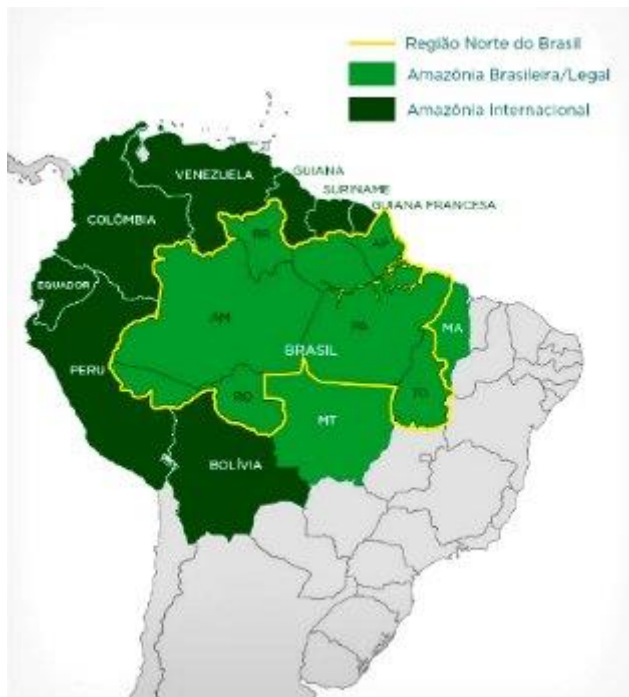 Região Norte do Brasil
Amazônia Brasileira/Legal
Amazônia Internacional
VENEZUELA
GUIANA
SURINAME
GUIANA FRANCESA
COLÔMBIA
RR
AP
EQUADOR
AM
PA
MA
BRASIL
PERU
RO
TO
MT
BOLÍVIA